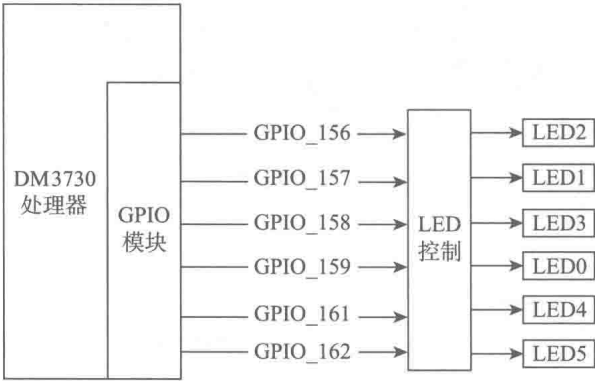 DM3730
处理器
GPIO
模块
GPIO_156
GPIO_157
GPIO_158
GPIO_159
GPIO_161
GPIO_162
LED
控制
LED2
LED1
LED3
LED0
LED4
LED5